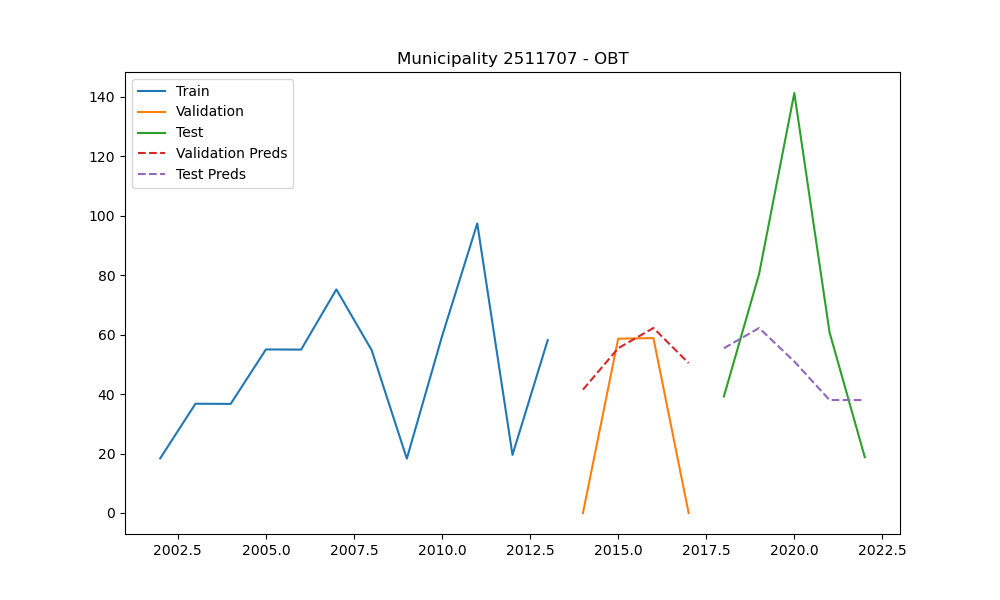 Municipality 2511707 - OBT
Train
Validation
Test
Validation Preds
Test Preds
140
120
100
80
60
40
20
0
2002.5 2005.0 2007.5 2010.0 2012.5 2015.0 2017.5 2020.0 2022.5